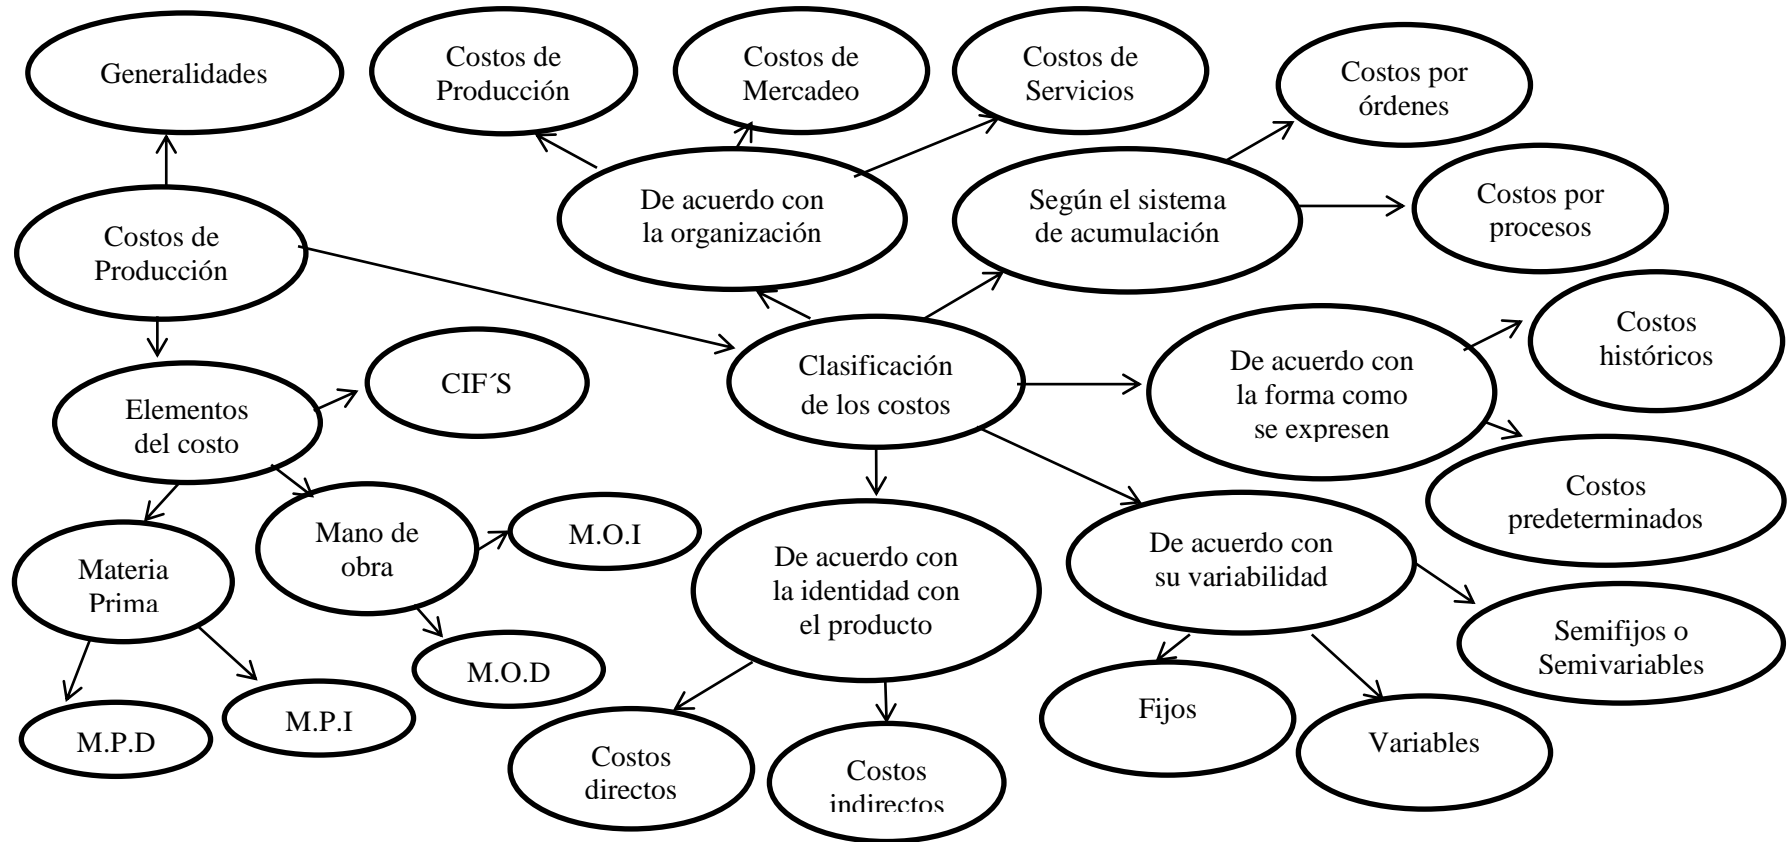 Generalidades
Costos de
Producción
Costos de
Mercadeo
Costos de
Servicios
Costos por
órdenes
De acuerdo con
la organización
Según el sistema
de acumulación
Costos por
procesos
Costos de
Producción
Costos
históricos
Clasificación
de los costos
De acuerdo con
la forma como
se expresen
CIF´S
Elementos
del costo
Costos
predeterminados
Mano de
obra
M.O.I
De acuerdo con
la identidad con
el producto
De acuerdo con
su variabilidad
Materia
Prima
Semifijos o
Semivariables
M.O.D
M.P.D
M.P.I
Fijos
Variables
Costos
directos
Costos
indirectos